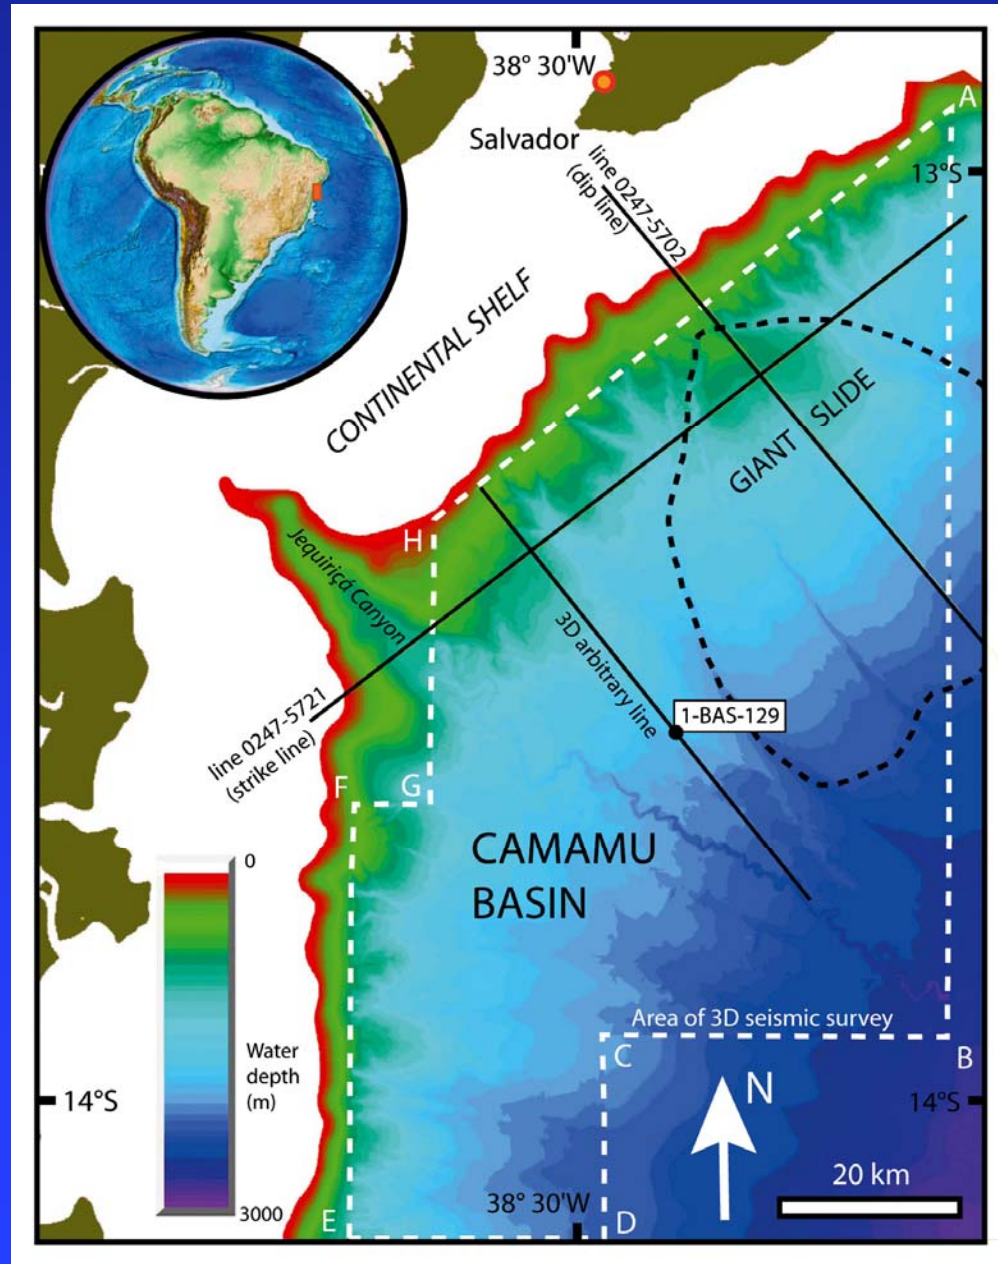 38° 30'W
Salvador
A
13°S
line 0247-5702
(dip line)
CONTINENTAL SHELF
GIANT SLIDE
H
Jequiriçá Canyon
3D arbitrary line
1-BAS-129
line 0247-5721
(strike line)
F
G
CAMAMU
BASIN
0
Water
depth
(m)
3000
Area of 3D seismic survey
C
B
N
14°S
14°S
20 km
38° 30'W
E
D